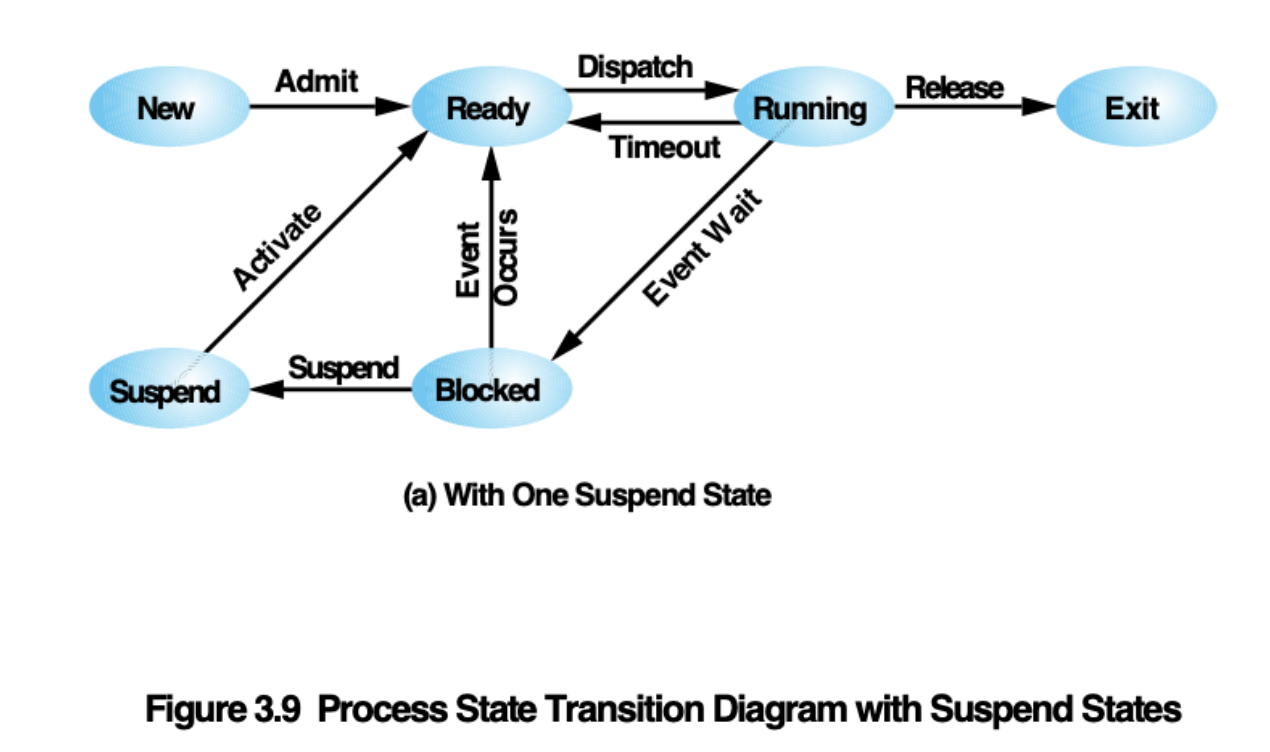 New
Admit
Ready
Dispatch
Timeout
Running
Release
Exit
Activate
Event
Occurs
Event Wait
Suspend
Suspend
Blocked
(a) With One Suspend State
Figure 3.9 Process State Transition Diagram with Suspend States